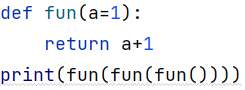 def fun(a=1):
    return a+1
print(fun(fun(fun())))